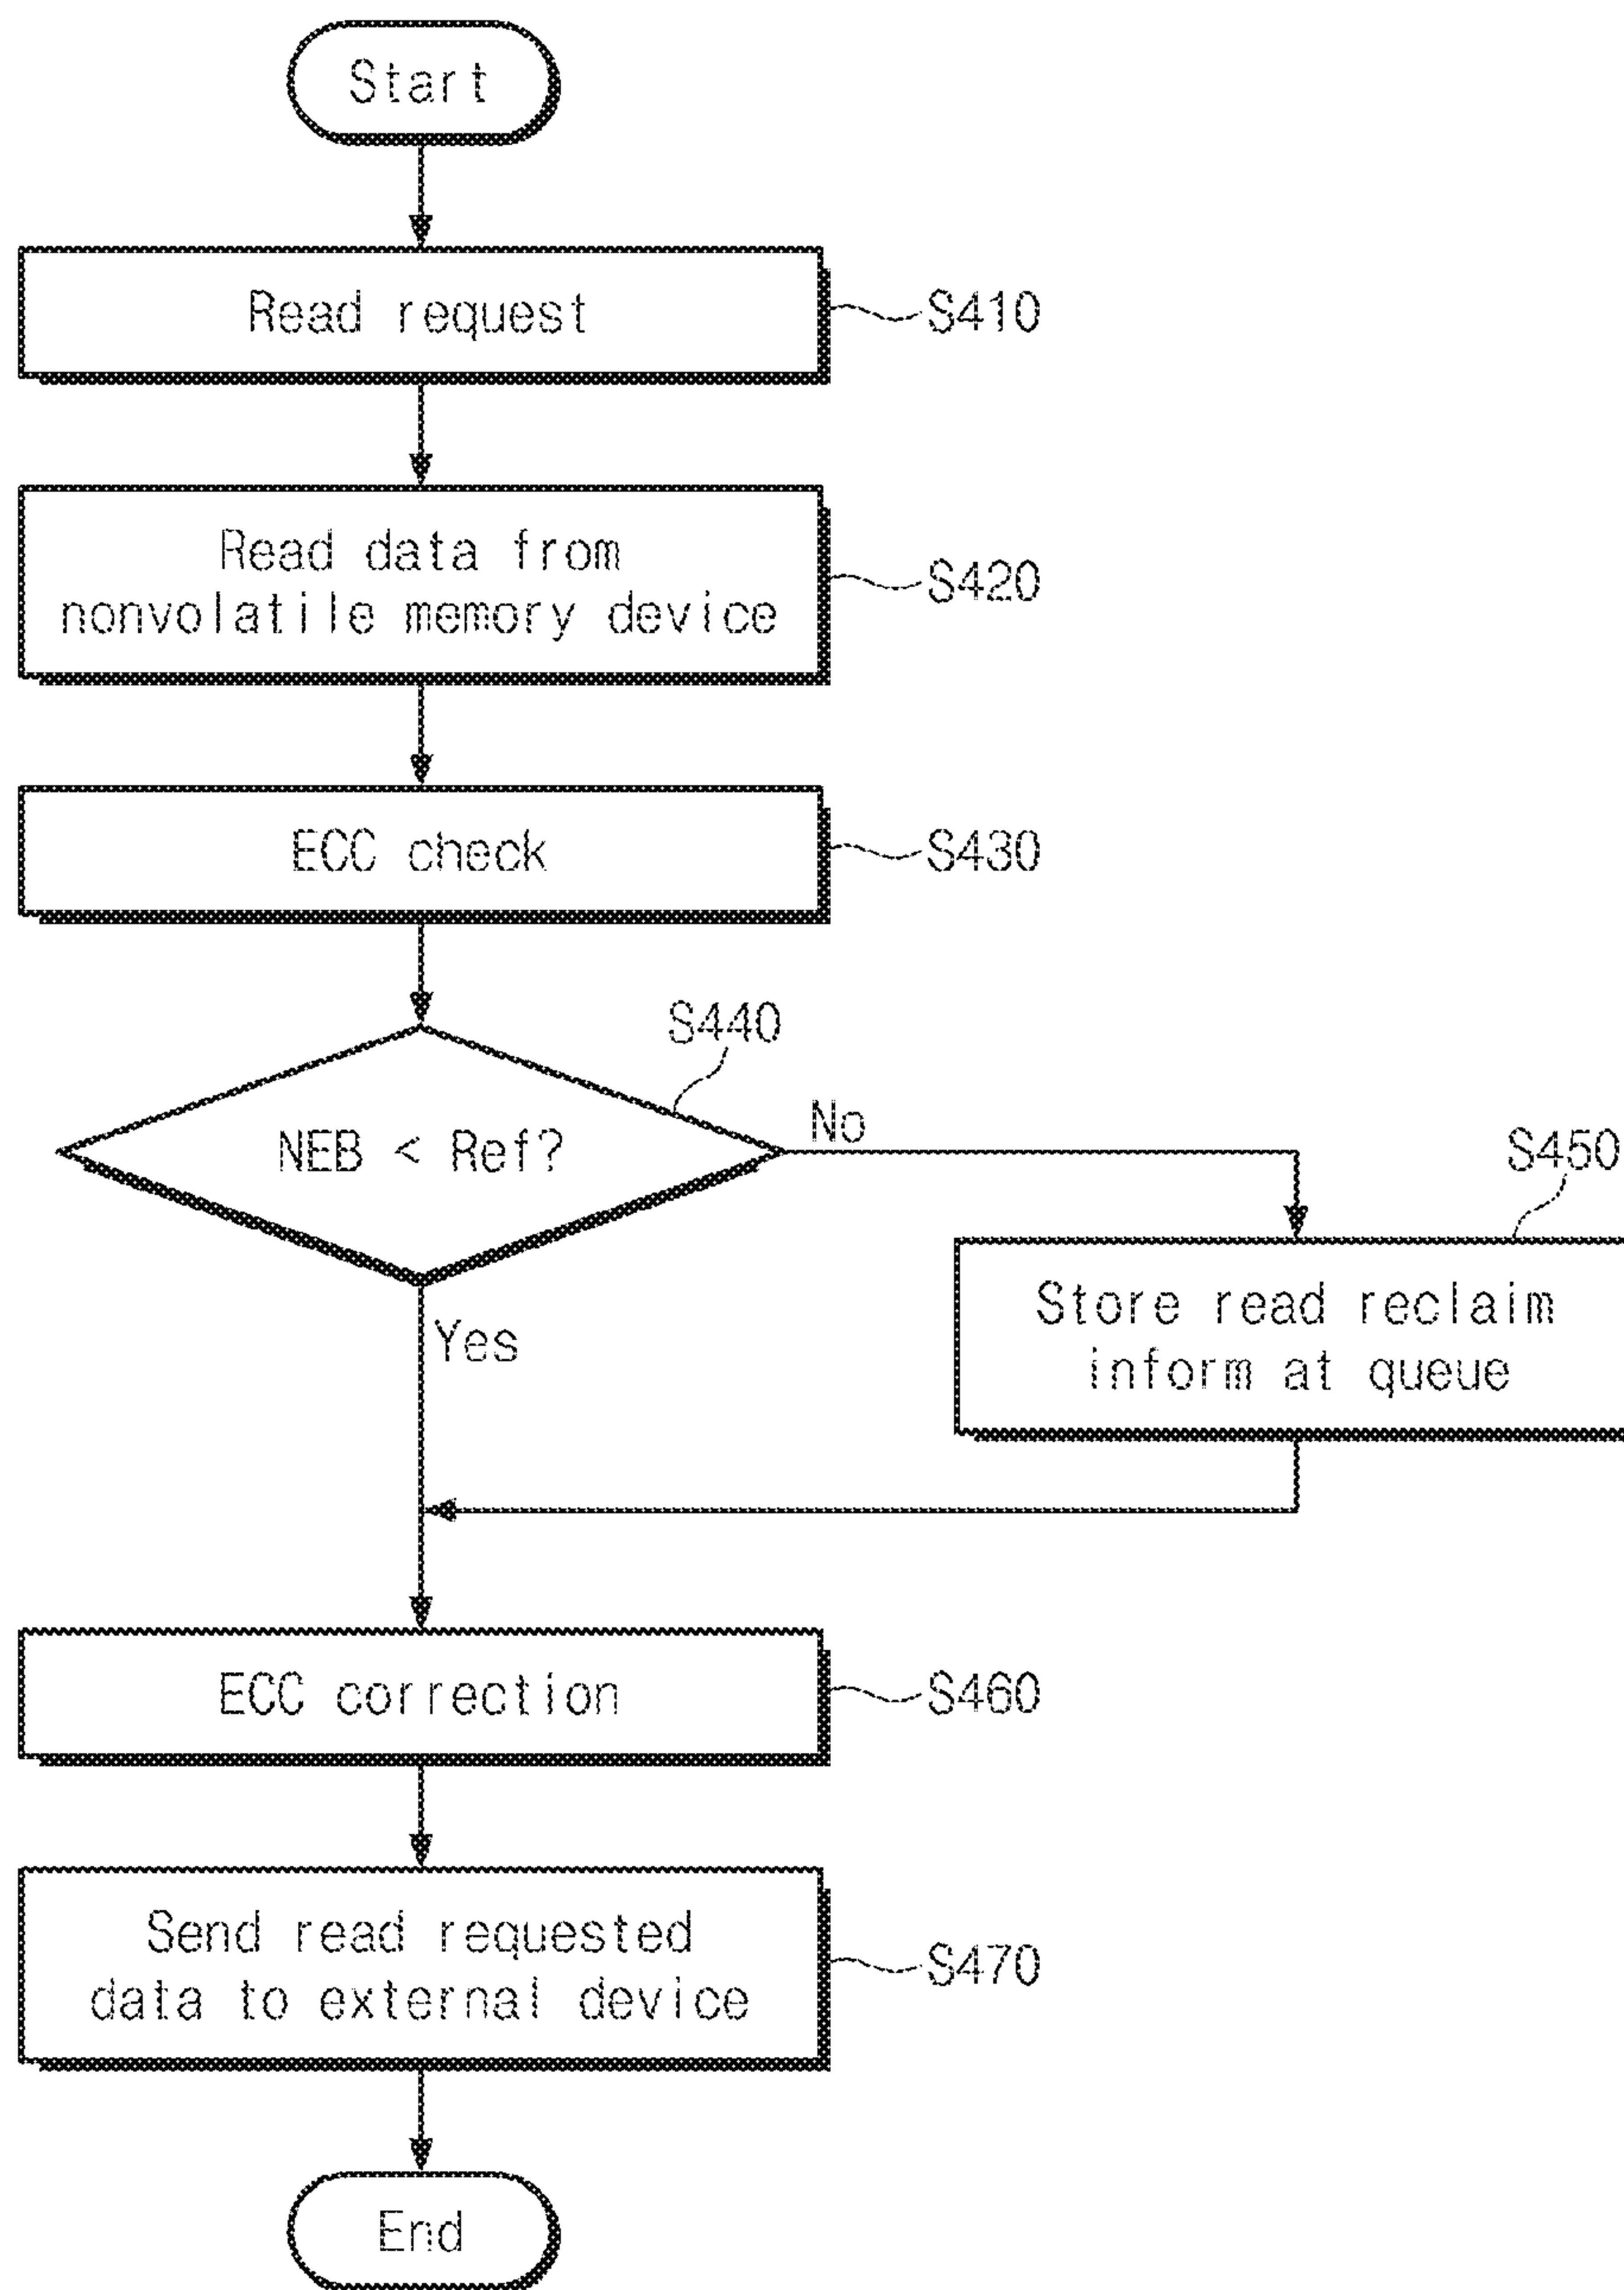 Start
Read request
S410
Read data from
nonvolatile memory device
S420
ECC check
S430
S440
NEB < Ref?
No
S450
Store read reclaim
inform at queue
Yes
ECC correction
S460
Send read requested
data to external device
S470
End